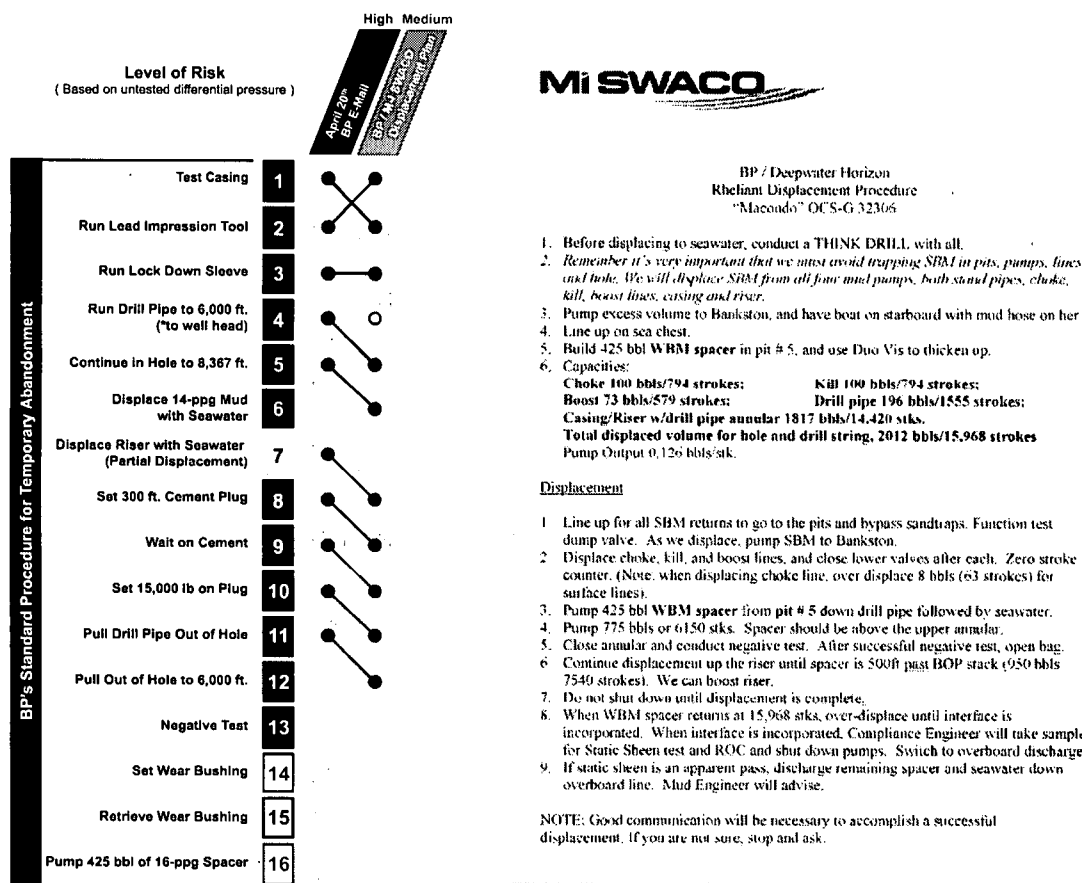 High Medium
Level of Risk
( Based on untested differential pressure )
April 20th
BP E-Mail
BP / MI SWACO
Displacement Plan
BP's Standard Procedure for Temporary Abandonment
Test Casing 1
Run Lead Impression Tool 2
Run Lock Down Sleeve 3
Run Drill Pipe to 6,000 ft.
(*to well head) 4
Continue in Hole to 8,367 ft. 5
Displace 14-ppg Mud
with Seawater 6
Displace Riser with Seawater
(Partial Displacement) 7
Set 300 ft. Cement Plug 8
Wait on Cement 9
Set 15,000 lb on Plug 10
Pull Drill Pipe Out of Hole 11
Pull Out of Hole to 6,000 ft. 12
Negative Test 13
Set Wear Bushing 14
Retrieve Wear Bushing 15
Pump 425 bbl of 16-ppg Spacer 16
Mi SWACO
BP / Deepwater Horizon
Rheliant Displacement Procedure
"Macondo" OCS-G 32306
1. Before displacing to seawater, conduct a THINK DRILL with all.
2. Remember it's very important that we must avoid trapping SBM in pits, pumps, lines
and hole. We will displace SBM from all four mud pumps, both stand pipes, choke,
kill, boost lines, casing and riser.
3. Pump excess volume to Bankston, and have boat on starboard with mud hose on her
4. Line up on sea chest.
5. Build 425 bbl WBM spacer in pit # 5, and use Duo Vis to thicken up.
6. Capacities:
Choke 100 bbls/794 strokes; Kill 100 bbls/794 strokes;
Boost 73 bbls/579 strokes; Drill pipe 196 bbls/1555 strokes;
Casing/Riser w/drill pipe annular 1817 bbls/14,420 stks.
Total displaced volume for hole and drill string, 2012 bbls/15,968 strokes
Pump Output 0.126 bbls/stk.
Displacement
1 Line up for all SBM returns to go to the pits and bypass sandtraps. Function test
dump valve. As we displace, pump SBM to Bankston.
2 Displace choke, kill, and boost lines, and close lower valves after each. Zero stroke
counter. (Note: when displacing choke line, over displace 8 bbls (63 strokes) for
surface lines).
3. Pump 425 bbl WBM spacer from pit # 5 down drill pipe followed by seawater.
4. Pump 775 bbls or 6150 stks. Spacer should be above the upper annular.
5. Close annular and conduct negative test. After successful negative test, open bag.
6 Continue displacement up the riser until spacer is 500ft past BOP stack (950 bbls
7540 strokes). We can boost riser.
7. Do not shut down until displacement is complete.
8. When WBM spacer returns at 15,968 stks, over-displace until interface is
incorporated. When interface is incorporated, Compliance Engineer will take sample
for Static Sheen test and ROC and shut down pumps. Switch to overboard discharge
9. If static sheen is an apparent pass, discharge remaining spacer and seawater down
overboard line. Mud Engineer will advise.
NOTE: Good communication will be necessary to accomplish a successful
displacement. If you are not sure, stop and ask.